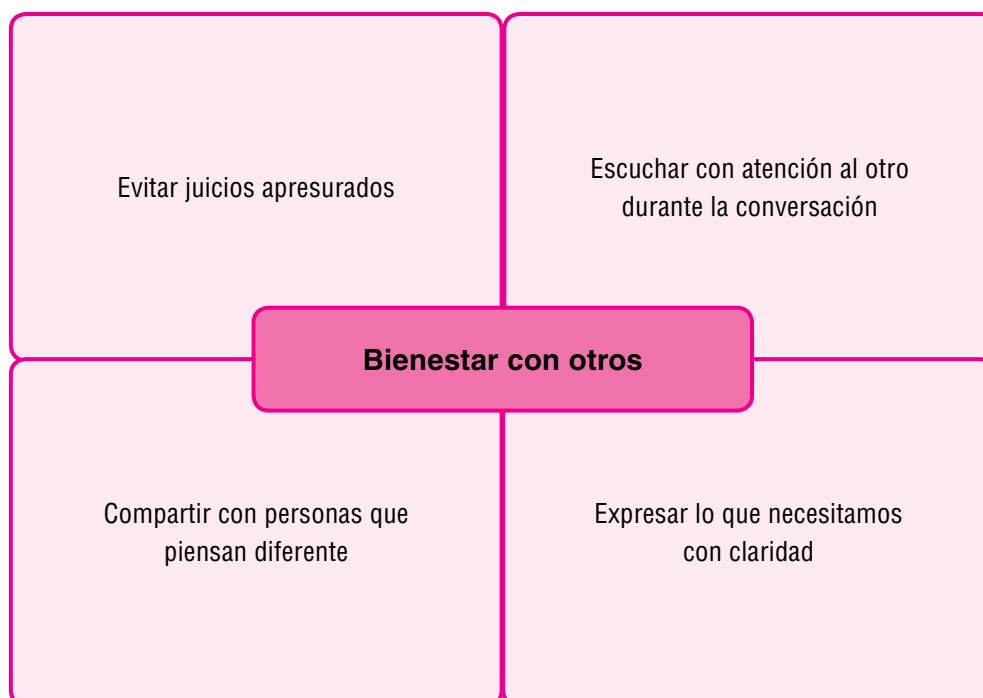 Evitar juicios apresurados
Escuchar con atención al otro
durante la conversación
Bienestar con otros
Compartir con personas que
piensan diferente
Expresar lo que necesitamos
con claridad